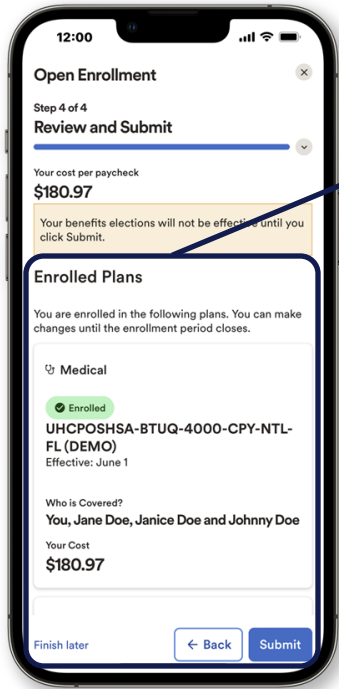 12:00
Open Enrollment
Step 4 of 4
Review and Submit
Your cost per paycheck
$180.97
Your benefits elections will not be effective until you
click Submit.
Enrolled Plans
You are enrolled in the following plans. You can make
changes until the enrollment period closes.
Medical
Enrolled
UHCPOSHSA-BTUQ-4000-CPY-NTL-
FL (DEMO)
Effective: June 1
Who is Covered?
You, Jane Doe, Janice Doe and Johnny Doe
Your Cost
$180.97
Finish later
← Back
Submit